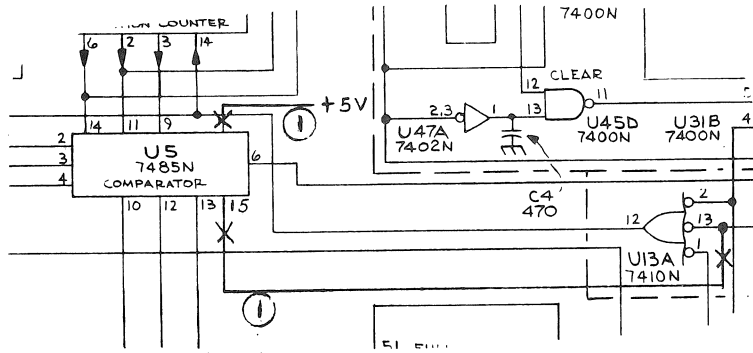 COUNTER
7400N
6 2 3 14
CLEAR
12
11
+5V
1
2,3
1
13
14 11 9
U47A
7402N
U45D
7400N
U31B
7400N
4
2
3
4
U5
7485N
COMPARATOR
6
C4
470
10 12 13 15
12
2
13
1
U13A
7410N
1